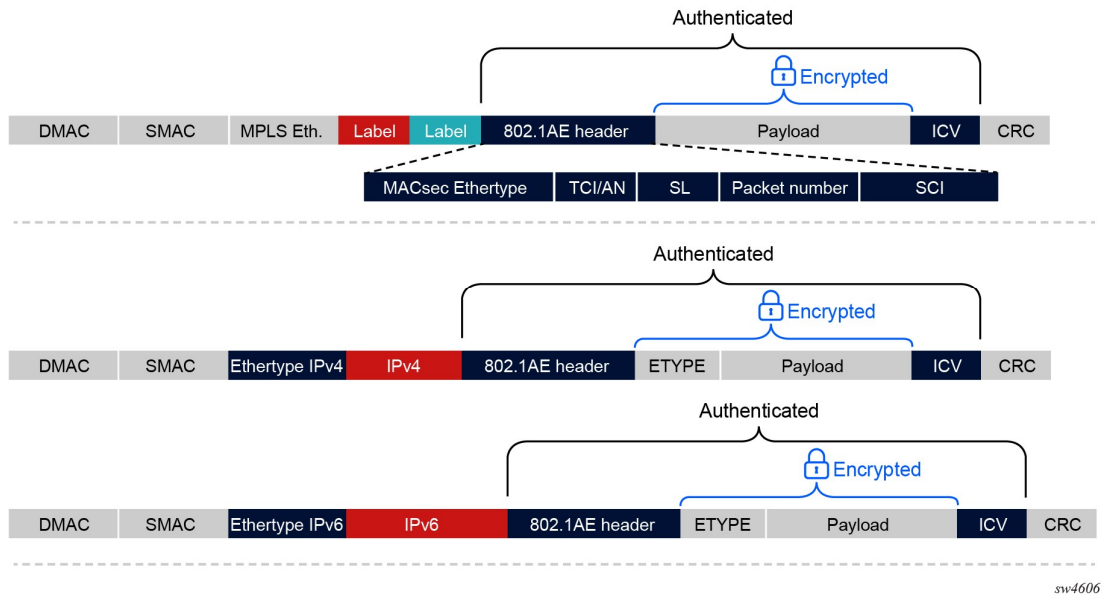 Authenticated
Encrypted
DMAC SMAC MPLS Eth. Label Label 802.1AE header Payload ICV CRC
MACsec Ethertype TCI/AN SL Packet number SCI
Authenticated
Encrypted
DMAC SMAC Ethertype IPv4 IPv4 802.1AE header ETYPE Payload ICV CRC
Authenticated
Encrypted
DMAC SMAC Ethertype IPv6 IPv6 802.1AE header ETYPE Payload ICV CRC
sw4606